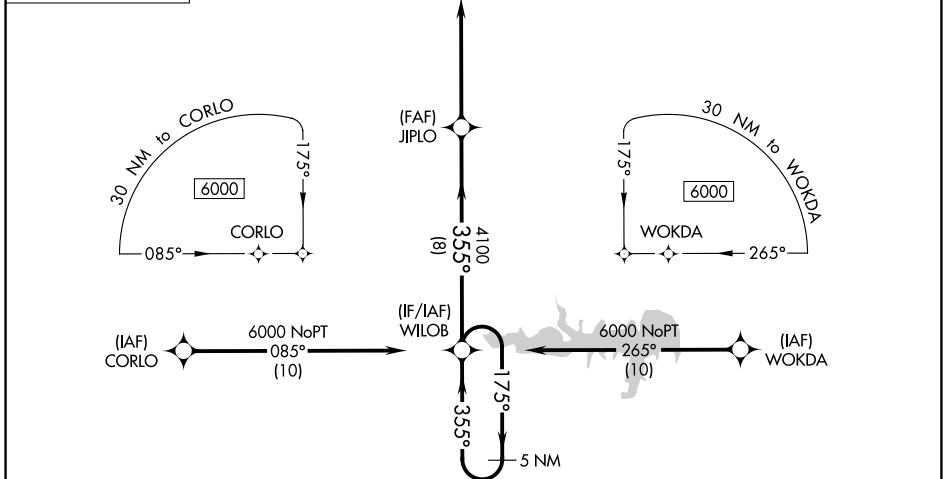 30 NM to CORLO
175°
6000
085°
CORLO
(FAF)
JIPLO
30 NM to WOKDA
175°
6000
WOKDA
265°
4100
355°
(8)
(IF/IAF)
WILOB
(IAF)
CORLO
6000 NoPT
085°
(10)
6000 NoPT
265°
(10)
(IAF)
WOKDA
355°
175°
5 NM